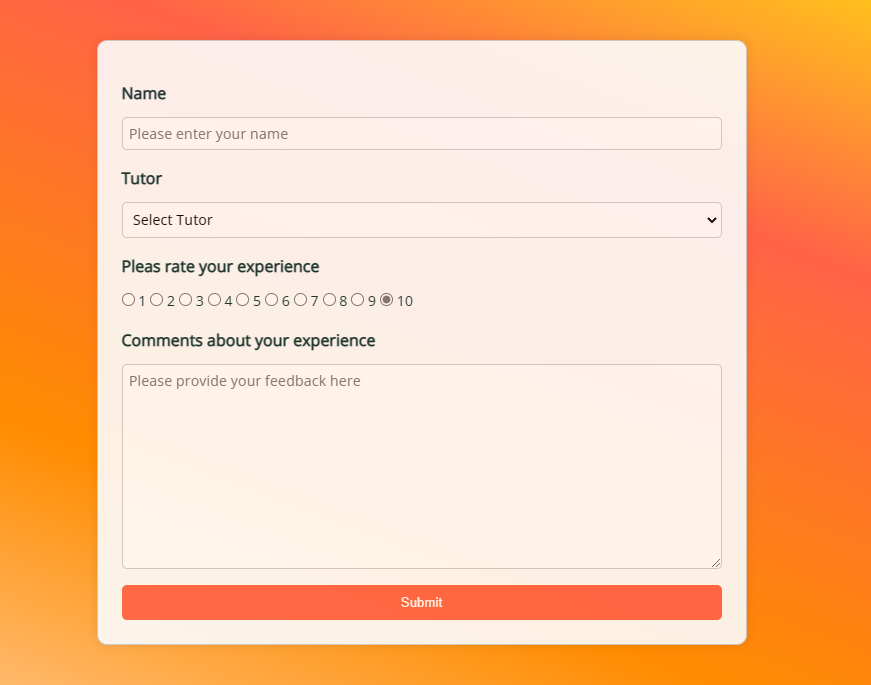 Name
Please enter your name
Tutor
Select Tutor
Pleas rate your experience
1 2 3 4 5 6 7 8 9 10
Comments about your experience
Please provide your feedback here
Submit